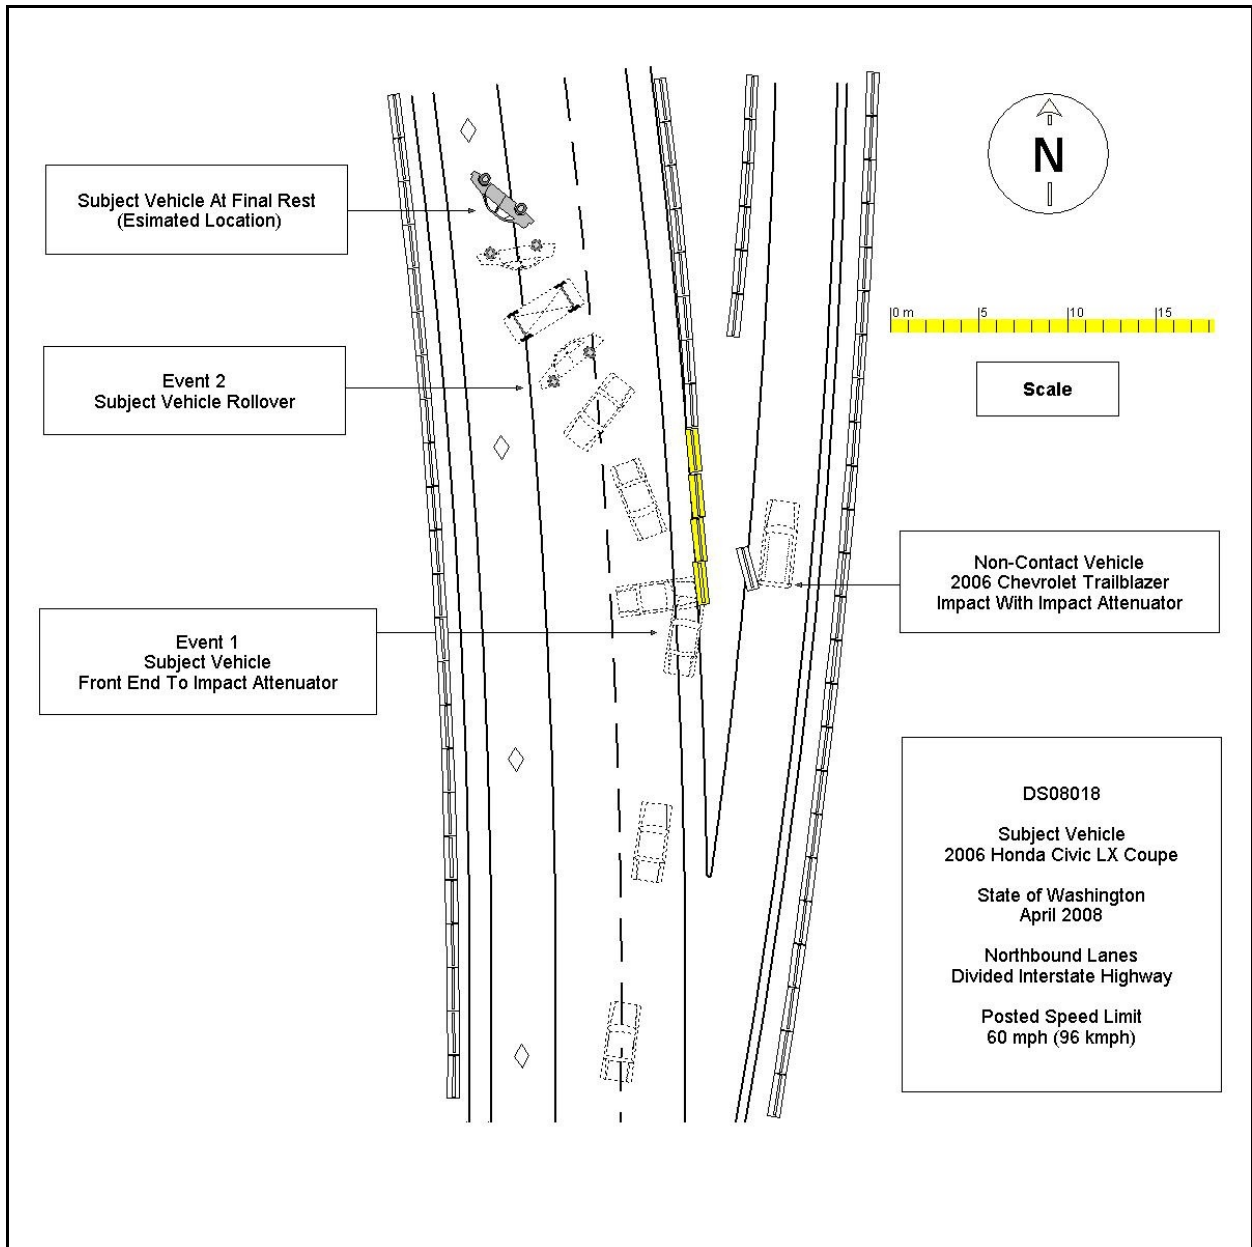 N
Subject Vehicle At Final Rest
(Esimated Location)
0 m
5
10
15
Scale
Event 2
Subject Vehicle Rollover
Non-Contact Vehicle
2006 Chevrolet Trailblazer
Impact With Impact Attenuator
Event 1
Subject Vehicle
Front End To Impact Attenuator
DS08018
Subject Vehicle
2006 Honda Civic LX Coupe
State of Washington
April 2008
Northbound Lanes
Divided Interstate Highway
Posted Speed Limit
60 mph (96 kmph)